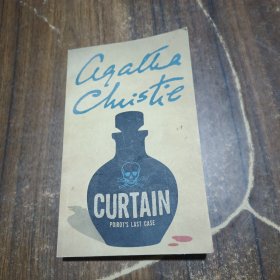 Agatha
Christie
CURTAIN
POIROT'S LAST CASE